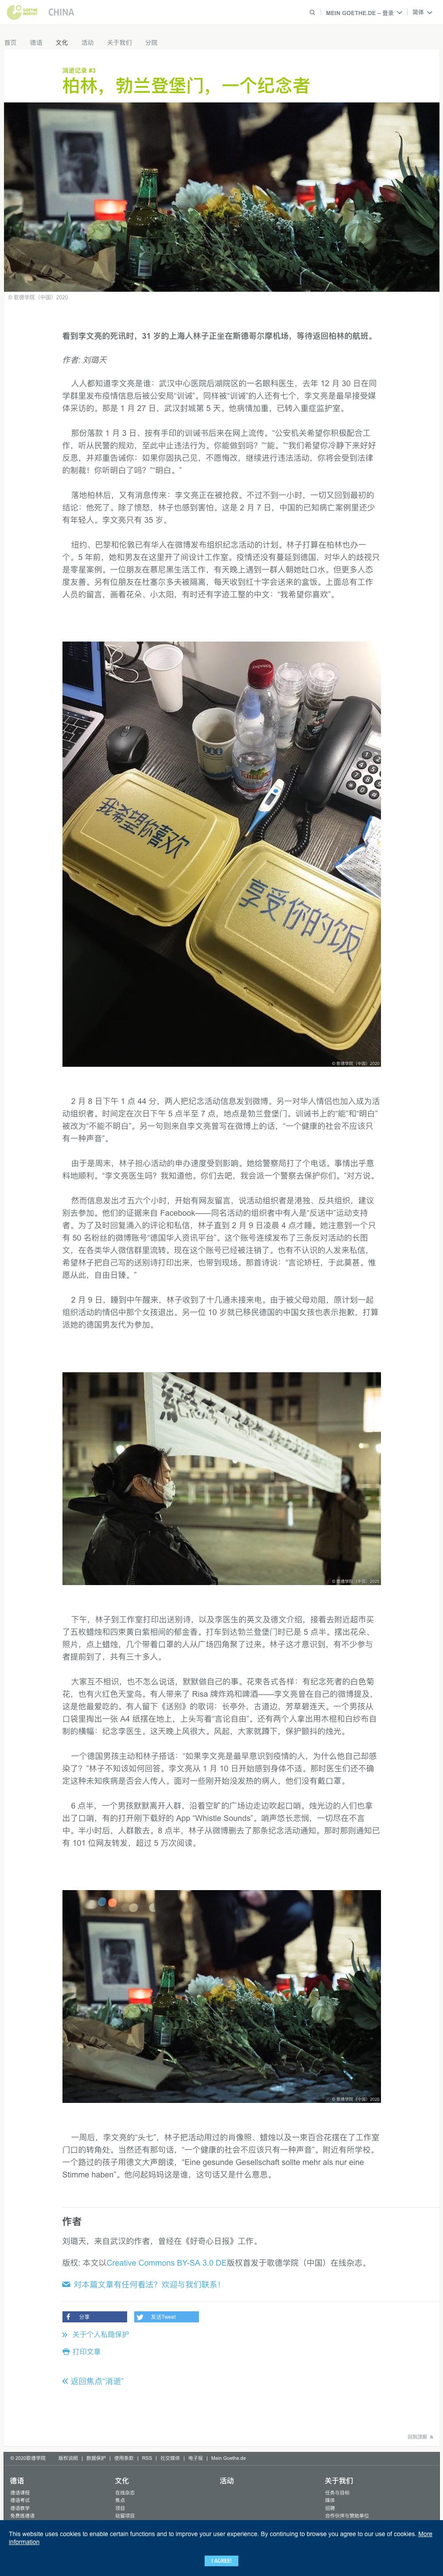 GOETHE INSTITUT
CHINA
MEIN GOETHE.DE – 登录
简体
首页 德语 文化 活动 关于我们 分院
消逝记录 #3
柏林，勃兰登堡门，一个纪念者
© 歌德学院（中国）2020
看到李文亮的死讯时，31 岁的上海人林子正坐在斯德哥尔摩机场，等待返回柏林的航班。
作者: 刘璐天
人人都知道李文亮是谁：武汉中心医院后湖院区的一名眼科医生，去年 12 月 30 日在同
学群里发布疫情信息后被公安局“训诫”。同样被“训诫”的人还有七个，李文亮是最早接受媒
体采访的。那是 1 月 27 日，武汉封城第 5 天。他病情加重，已转入重症监护室。
那份落款 1 月 3 日、按有手印的训诫书后来在网上流传。“公安机关希望你积极配合工
作，听从民警的规劝，至此中止违法行为。你能做到吗？”“能。”“我们希望你冷静下来好好
反思，并郑重告诫你：如果你固执己见，不思悔改，继续进行违法活动，你将会受到法律
的制裁！你听明白了吗？”“明白。”
落地柏林后，又有消息传来：李文亮正在被抢救。不过不到一小时，一切又回到最初的
结论：他死了。除了愤怒，林子也感到害怕。这是 2 月 7 日，中国的已知病亡案例里还少
有年轻人。李文亮只有 35 岁。
纽约、巴黎和伦敦已有华人在微博发布组织纪念活动的计划。林子打算在柏林也办一
个。5 年前，她和男友在这里开了间设计工作室。疫情还没有蔓延到德国，对华人的歧视只
是零星案例。一位朋友在慕尼黑生活工作，有天晚上遇到一群人朝她吐口水。但更多人态
度友善。另有位朋友在杜塞尔多夫被隔离，每天收到红十字会送来的盒饭。上面总有工作
人员的留言，画着花朵、小太阳，有时还有字迹工整的中文：“我希望你喜欢”。
我希望你喜欢
享受你的饭
© 歌德学院（中国）2020
2 月 8 日下午 1 点 44 分，两人把纪念活动信息发到微博。另一对华人情侣也加入成为活
动组织者。时间定在次日下午 5 点半至 7 点，地点是勃兰登堡门。训诫书上的“能”和“明白”
被改为“不能不明白”。另一句则来自李文亮曾写在微博上的话，“一个健康的社会不应该只
有一种声音”。
由于是周末，林子担心活动的申办速度受到影响。她给警察局打了个电话。事情出乎意
料地顺利。“李文亮医生吗？我知道他。你们去吧，我会派一个警察去保护你们。”对方说。
然而信息发出才五六个小时，开始有网友留言，说活动组织者是港独、反共组织，建议
别去参加。他们的证据来自 Facebook——同名活动的组织者中有人是“反送中”运动支持
者。为了及时回复涌入的评论和私信，林子直到 2 月 9 日凌晨 4 点才睡。她注意到一个只
有 50 名粉丝的微博账号“德国华人资讯平台”。这个账号连续发布了三条反对活动的长图
文，在各类华人微信群里流转。现在这个账号已经被注销了。也有不认识的人发来私信，
希望林子把自己写的送别诗打印出来，也带到现场，那首诗说：“言论矫枉，于此莫甚。惟
愿从此，自由日臻。”
2 月 9 日，睡到中午醒来，林子收到了十几通未接来电。由于被父母劝阻，原计划一起
组织活动的情侣中那个女孩退出。另一位 10 岁就已移民德国的中国女孩也表示抱歉，打算
派她的德国男友代为参加。
© 歌德学院（中国）2020
下午，林子到工作室打印出送别诗，以及李医生的英文及德文介绍，接着去附近超市买
了五枚蜡烛和四束黄白紫相间的郁金香。打车到达勃兰登堡门时已是 5 点半。摆出花朵、
照片，点上蜡烛，几个带着口罩的人从广场四角聚了过来。林子这才意识到，有不少参与
者提前到了，共有三十多人。
大家互不相识，也不怎么说话，默默做自己的事。花束各式各样：有纪念死者的白色菊
花，也有火红色天堂鸟。有人带来了 Risa 牌炸鸡和啤酒——李文亮曾在自己的微博提及，
这是他最爱吃的。有人留下《送别》的歌词：长亭外，古道边，芳草碧连天。一个男孩从
口袋里掏出一张 A4 纸摆在地上，上头写着“言论自由”。还有两个人拿出用木棍和白纱布自
制的横幅：纪念李医生，这天晚上风很大。风起，大家就蹲下，保护颤抖的烛光。
一个德国男孩主动和林子搭话：“如果李文亮是最早意识到疫情的人，为什么他自己却感
染了？”林子不知该如何回答。李文亮从 1 月 10 日开始感到身体不适。那时医生们还不确
定这种未知疾病是否会人传人。面对一些刚开始没发热的病人，他们没有戴口罩。
6 点半，一个男孩默默离开人群，沿着空旷的广场边走边吹起口哨。烛光边的人们也拿
出了口哨，有的打开刚下载好的 App “Whistle Sounds”。哨声悠长悲悯，一切尽在不言
中。半小时后，人群散去。8 点半，林子从微博删去了那条纪念活动通知。那时那则通知已
有 101 位网友转发，超过 5 万次阅读。
© 歌德学院（中国）2020
一周后，李文亮的“头七”，林子把活动用过的肖像照、蜡烛以及一束百合花摆在了工作室
门口的转角处。当然还有那句话，“一个健康的社会不应该只有一种声音”。附近有所学校。
一个路过的孩子用德文大声朗读：“Eine gesunde Gesellschaft sollte mehr als nur eine
Stimme haben”。他问起妈妈这是谁，这句话又是什么意思。
作者
刘璐天，来自武汉的作者，曾经在《好奇心日报》工作。
版权: 本文以Creative Commons BY-SA 3.0 DE版权首发于歌德学院（中国）在线杂志。
对本篇文章有任何看法？欢迎与我们联系！
分享 发送Tweet
关于个人私隐保护
打印文章
返回焦点“消逝”
回到顶部
© 2020歌德学院 版权说明 | 数据保护 | 使用条款 | RSS | 社交媒体 | 电子报 | Mein Goethe.de
德语 文化 活动 关于我们
德语课程 在线杂志 任务与目标
德语考试 焦点 媒体
德语教学 项目 招聘
免费练德语 驻留项目 合作伙伴与赞助单位
This website uses cookies to enable certain functions and to improve your user experience. By continuing to browse you agree to our use of cookies. More
information
I AGREE!